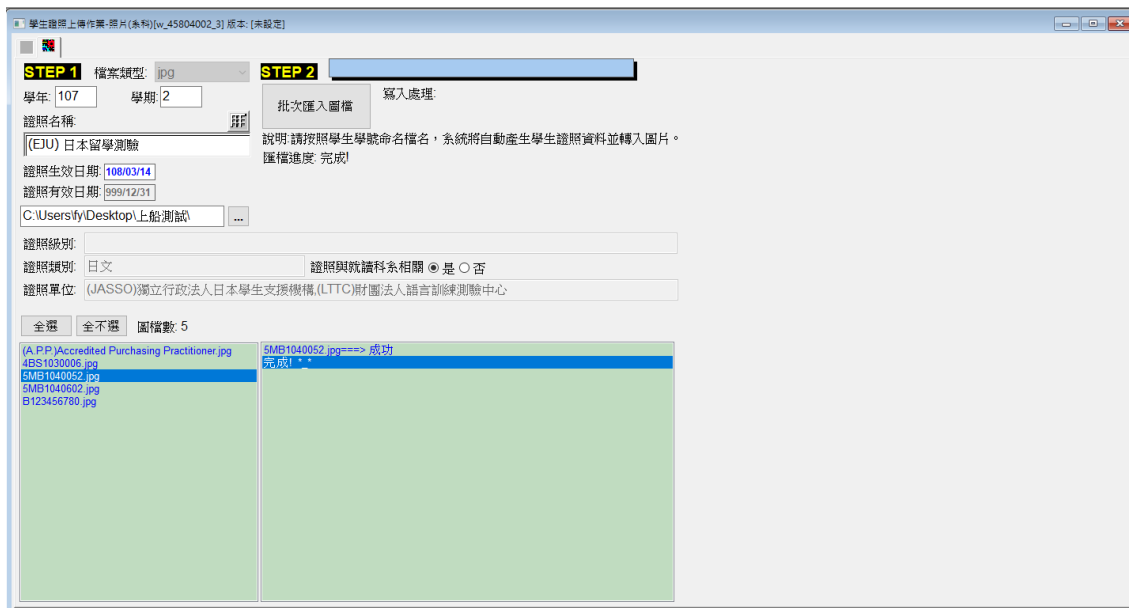 學生證照上傳作業-照片(系科)[w_45804002_3] 版本: [未設定]
STEP 1 檔案類型: jpg
學年: 107 學期: 2
證照名稱:
(EJU) 日本留學測驗
證照生效日期: 108/03/14
證照有效日期: 999/12/31
C:\Users\fy\Desktop\上船測試\ ...
STEP 2
批次匯入圖檔 寫入處理:
說明:請按照學生學號命名檔名，系統將自動產生學生證照資料並轉入圖片。
匯檔進度: 完成!
證照級別:
證照類別: 日文 證照與就讀科系相關 是 否
證照單位: (JASSO)獨立行政法人日本學生支援機構,(LTTC)財團法人語言訓練測驗中心
全選 全不選 圖檔數: 5
(A.P.P.)Accredited Purchasing Practitioner.jpg
4BS1030006.jpg
5MB1040052.jpg
5MB1040602.jpg
B123456780.jpg
5MB1040052.jpg===> 成功
完成! *_*